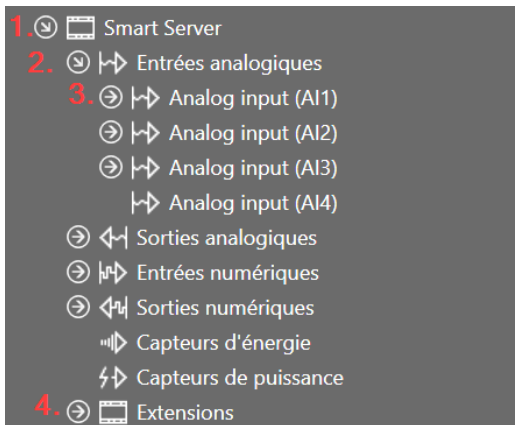 1. Smart Server
2. Entrées analogiques
3. Analog input (AI1)
Analog input (AI2)
Analog input (AI3)
Analog input (AI4)
Sorties analogiques
Entrées numériques
Sorties numériques
Capteurs d'énergie
Capteurs de puissance
4. Extensions